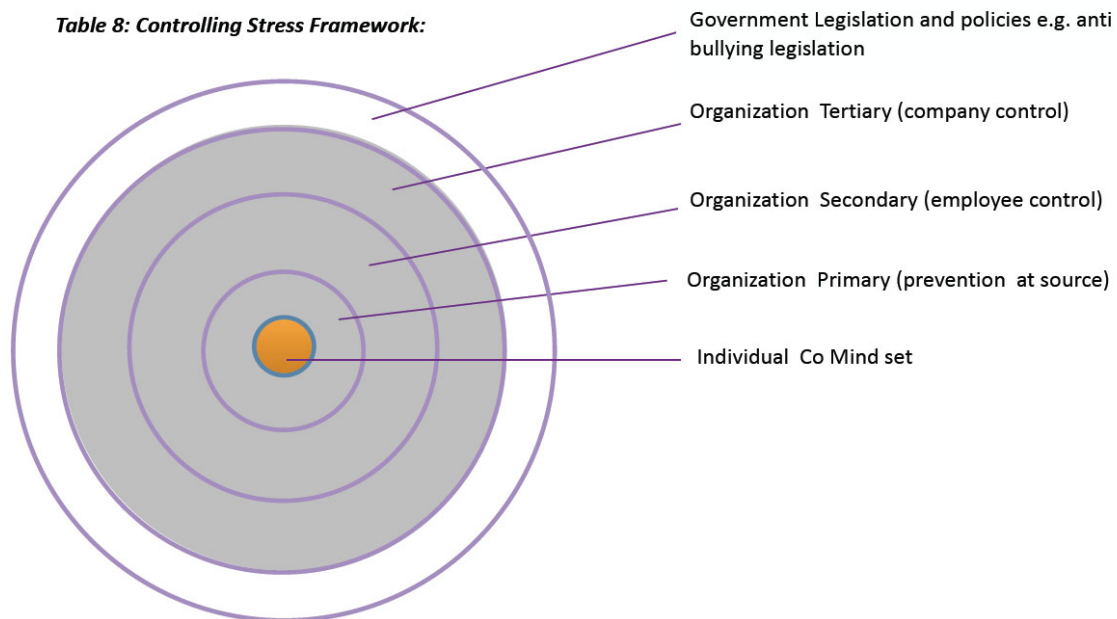 Table 8: Controlling Stress Framework:
Government Legislation and policies e.g. anti
bullying legislation
Organization Tertiary (company control)
Organization Secondary (employee control)
Organization Primary (prevention at source)
Individual Co Mind set